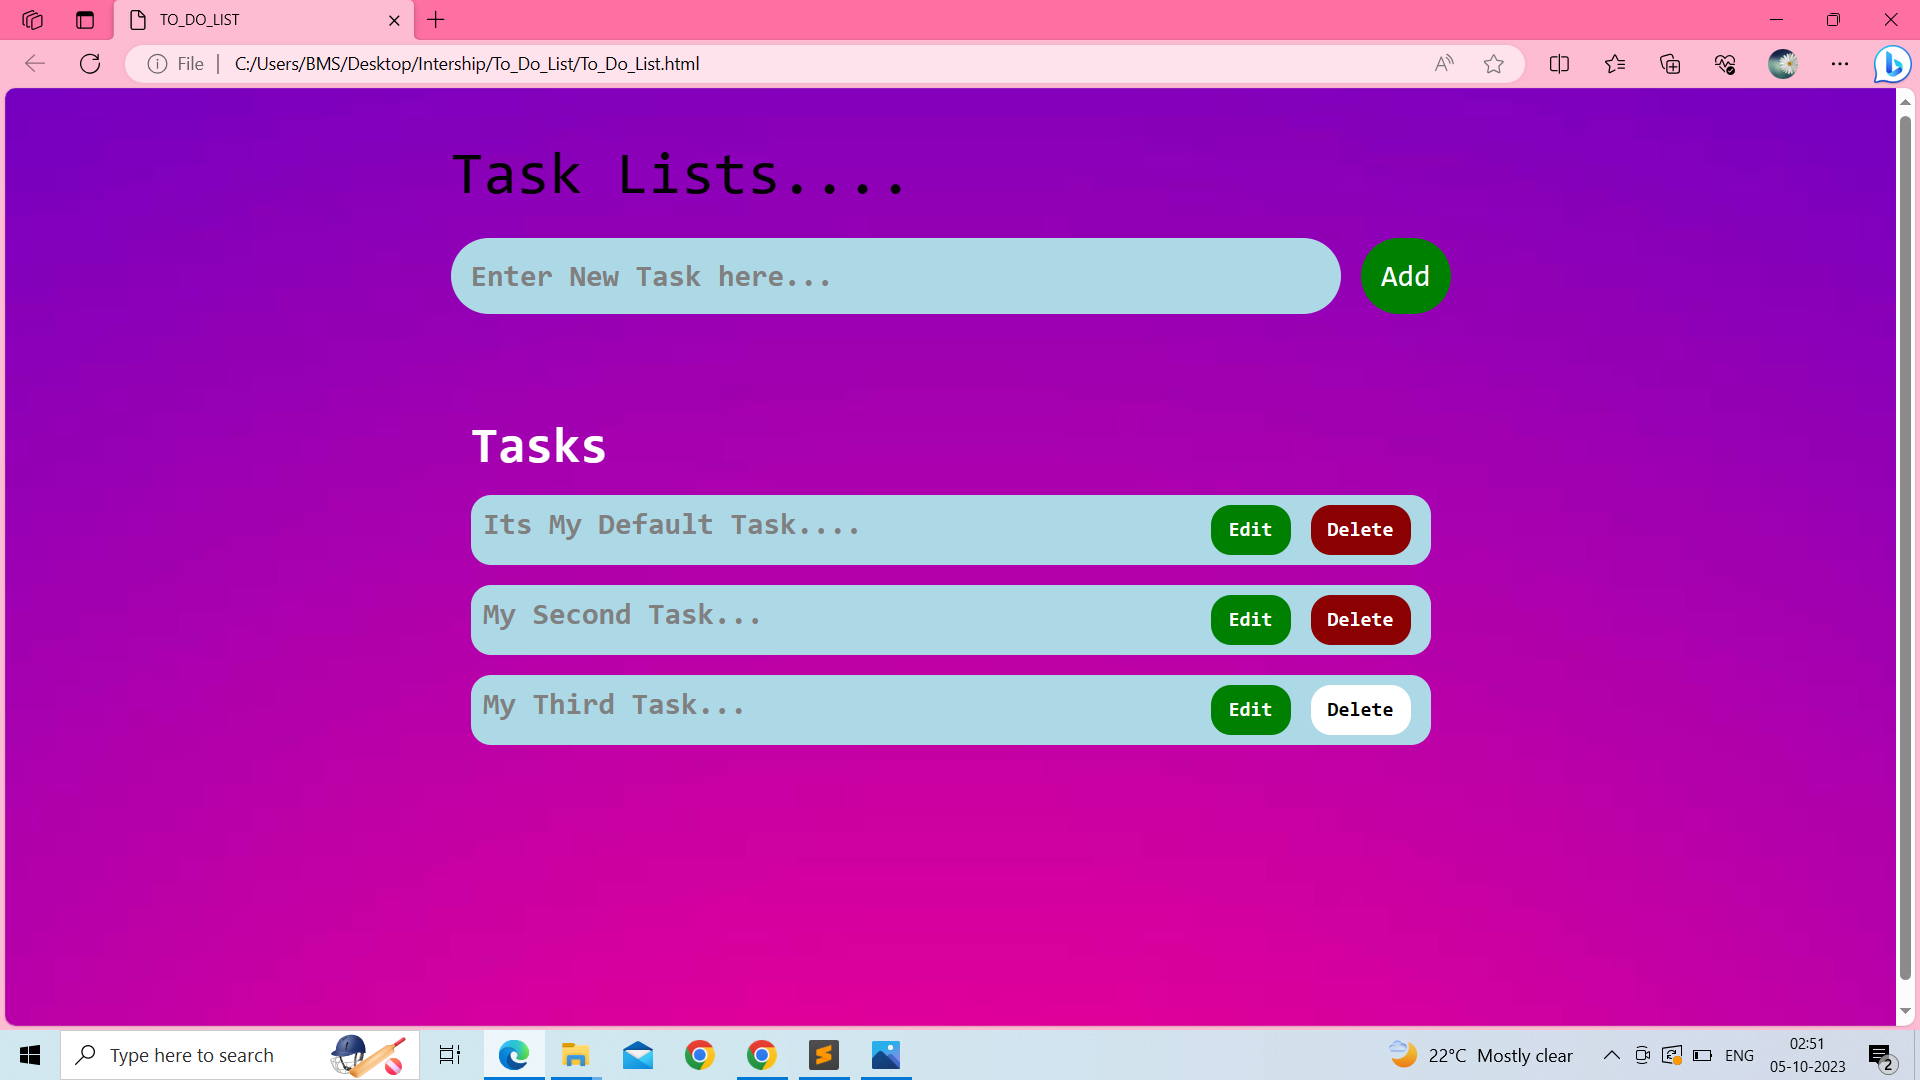 TO_DO_LIST
File | C:/Users/BMS/Desktop/Intership/To_Do_List/To_Do_List.html
Task Lists....
Enter New Task here... Add
Tasks
Its My Default Task.... Edit Delete
My Second Task... Edit Delete
My Third Task... Edit Delete
Type here to search 22°C Mostly clear ENG 02:51
05-10-2023 2